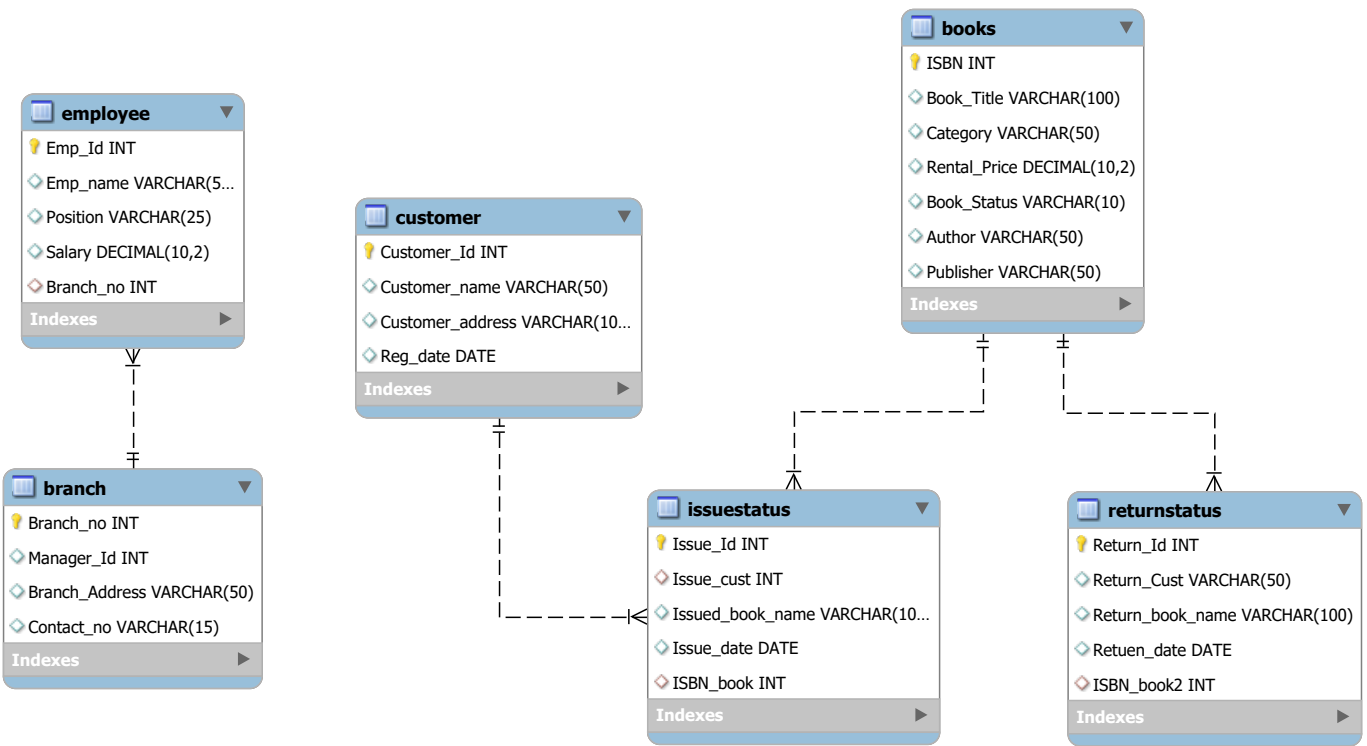 employee
Emp_Id INT
Emp_name VARCHAR(5...
Position VARCHAR(25)
Salary DECIMAL(10,2)
Branch_no INT
Indexes
branch
Branch_no INT
Manager_Id INT
Branch_Address VARCHAR(50)
Contact_no VARCHAR(15)
Indexes
customer
Customer_Id INT
Customer_name VARCHAR(50)
Customer_address VARCHAR(10...
Reg_date DATE
Indexes
books
ISBN INT
Book_Title VARCHAR(100)
Category VARCHAR(50)
Rental_Price DECIMAL(10,2)
Book_Status VARCHAR(10)
Author VARCHAR(50)
Publisher VARCHAR(50)
Indexes
issuestatus
Issue_Id INT
Issue_cust INT
Issued_book_name VARCHAR(10...
Issue_date DATE
ISBN_book INT
Indexes
returnstatus
Return_Id INT
Return_Cust VARCHAR(50)
Return_book_name VARCHAR(100)
Retuen_date DATE
ISBN_book2 INT
Indexes